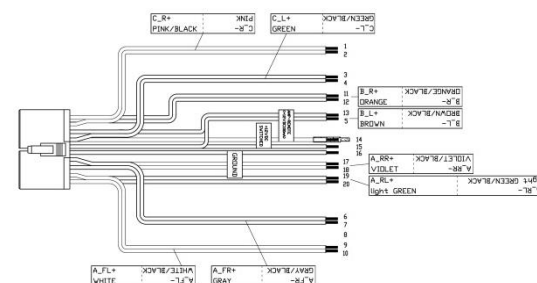 C_R+ PINK
PINK/BLACK C_R-
C_L+ GREEN/BLACK
GREEN C_L-
1
2
3
4
11
12
13
5
14
15
16
17
18
19
20
6
7
8
9
10
B_R+ ORANGE/BLACK
ORANGE B_R-
B_L+ BROWN/BLACK
BROWN B_L-
GROUND
A_RR+ VIOLET/BLACK
VIOLET A_RR-
A_RL+ ght GREEN/BLACK
light GREEN _RL-
A_FL+ WHITE/BLACK
WHITE A_FL-
A_FR+ GRAY/BLACK
GRAY A_FR-